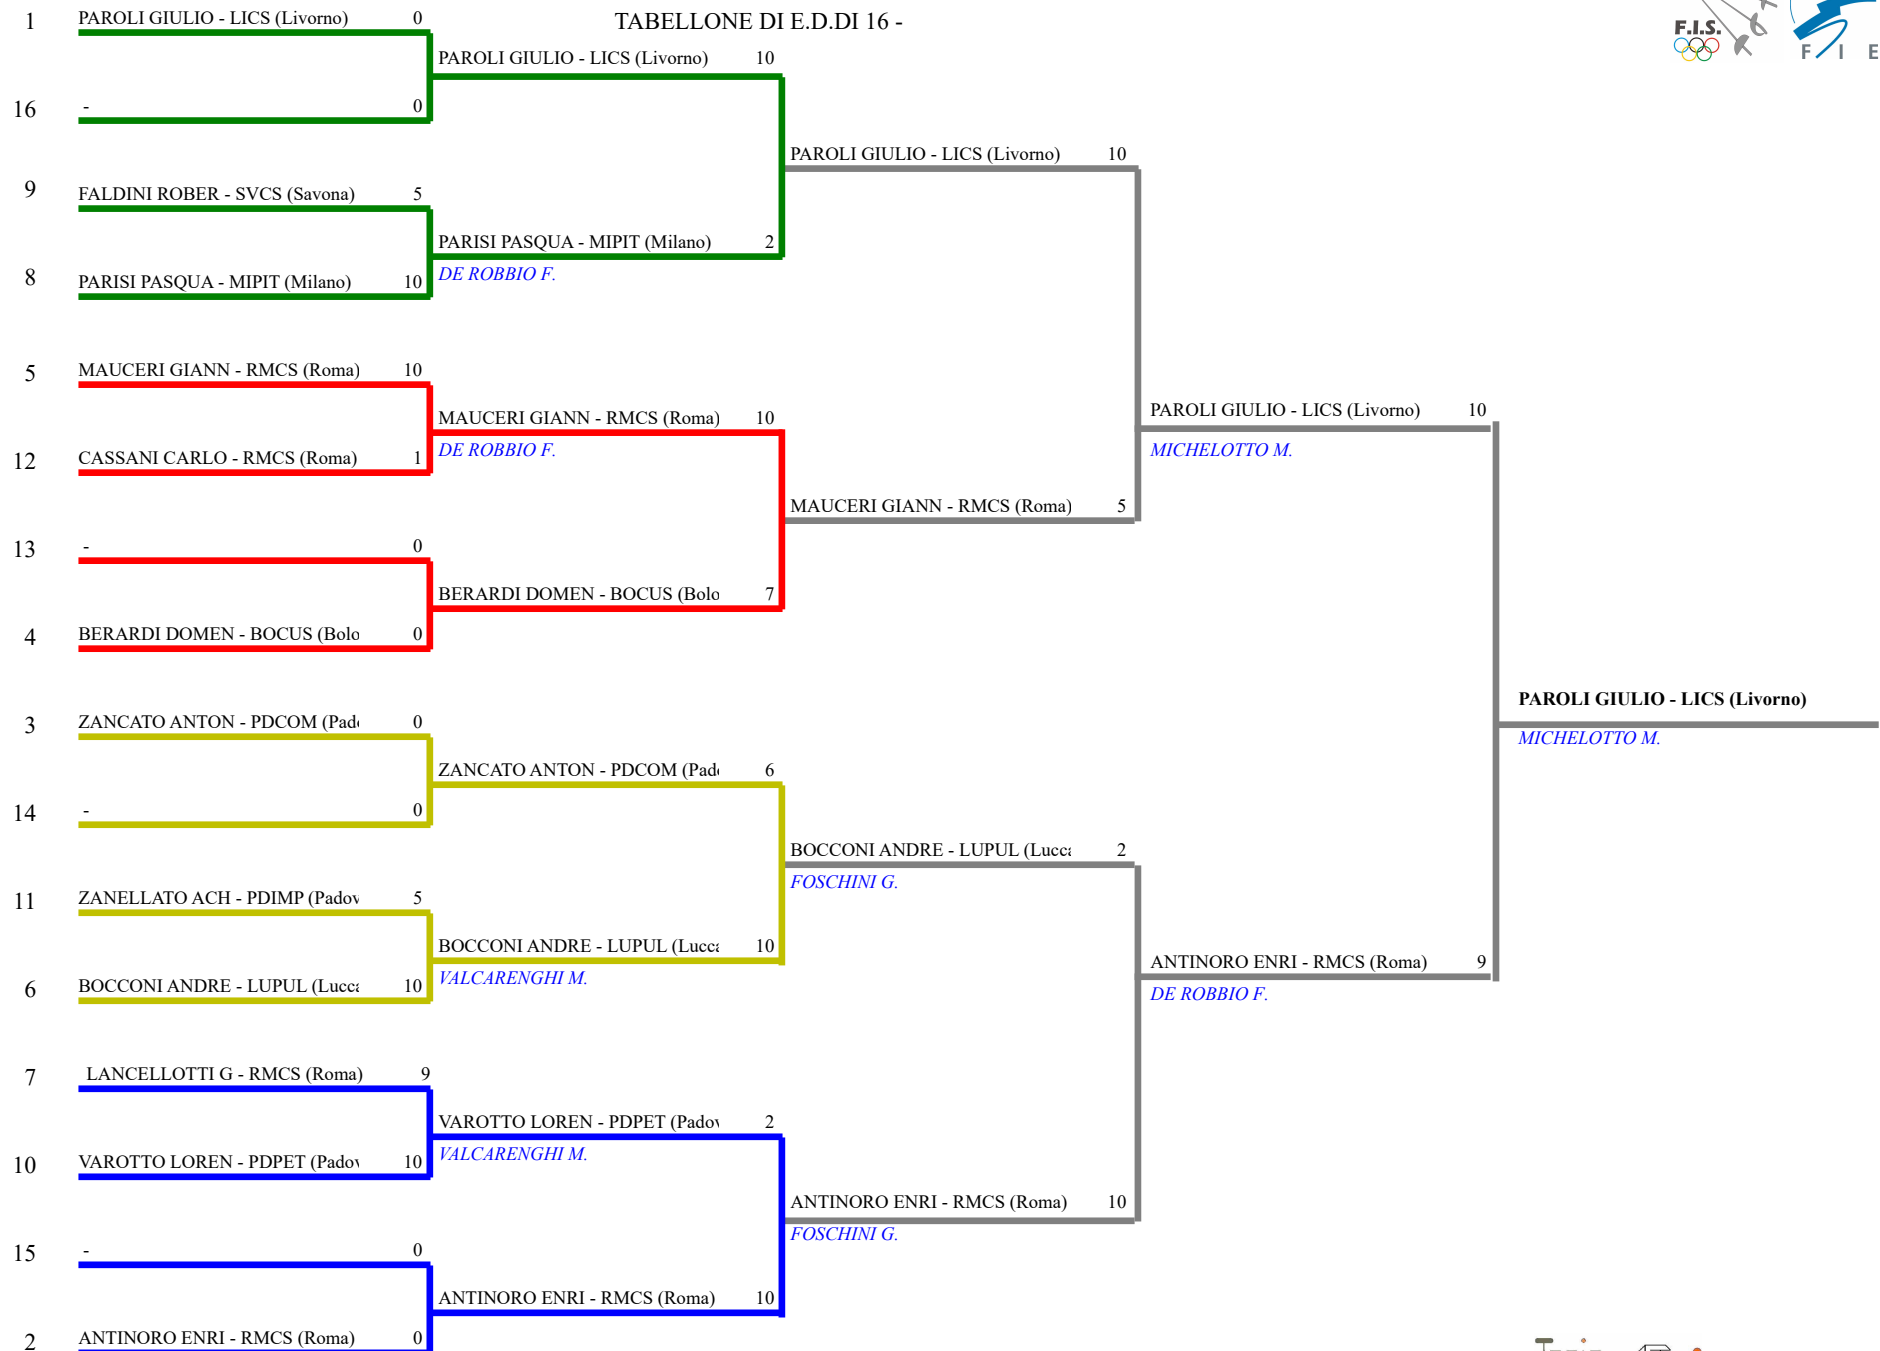 TABELLONE DI E.D.DI 16 -
F.I.S.
F I E
1 PAROLI GIULIO - LICS (Livorno) 0
PAROLI GIULIO - LICS (Livorno) 10
16 - 0
PAROLI GIULIO - LICS (Livorno) 10
9 FALDINI ROBER - SVCS (Savona) 5
PARISI PASQUA - MIPIT (Milano) 2
DE ROBBIO F.
8 PARISI PASQUA - MIPIT (Milano) 10
5 MAUCERI GIANN - RMCS (Roma) 10
MAUCERI GIANN - RMCS (Roma) 10
DE ROBBIO F.
PAROLI GIULIO - LICS (Livorno) 10
MICHELOTTO M.
12 CASSANI CARLO - RMCS (Roma) 1
MAUCERI GIANN - RMCS (Roma) 5
13 - 0
BERARDI DOMEN - BOCUS (Bolo 7
4 BERARDI DOMEN - BOCUS (Bolo 0
PAROLI GIULIO - LICS (Livorno)
MICHELOTTO M.
3 ZANCATO ANTON - PDCOM (Pad 0
ZANCATO ANTON - PDCOM (Pad 6
14 - 0
BOCCONI ANDRE - LUPUL (Lucca 2
FOSCHINI G.
11 ZANELLATO ACH - PDIMP (Padov 5
BOCCONI ANDRE - LUPUL (Lucca 10
VALCARENGHI M.
ANTINORO ENRI - RMCS (Roma) 9
DE ROBBIO F.
6 BOCCONI ANDRE - LUPUL (Lucca 10
7 LANCELLOTTI G - RMCS (Roma) 9
VAROTTO LOREN - PDPET (Padov 2
VALCARENGHI M.
10 VAROTTO LOREN - PDPET (Padov 10
ANTINORO ENRI - RMCS (Roma) 10
FOSCHINI G.
15 - 0
ANTINORO ENRI - RMCS (Roma) 10
2 ANTINORO ENRI - RMCS (Roma) 0